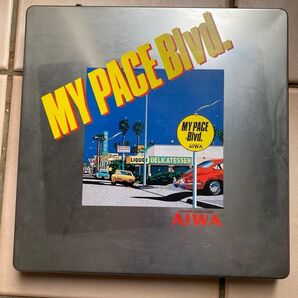 MY PACE Blvd.
MY PACE
Blvd.
AIWA
LIQUOR DELICATESSEN
AIWA